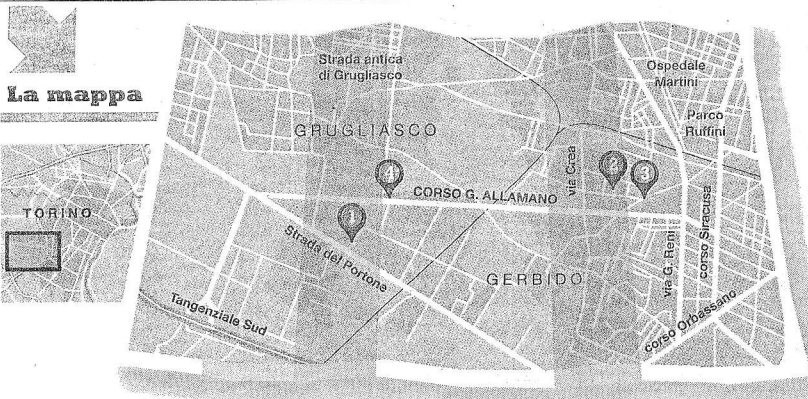 La mappa
TORINO
Strada antica
di Grugliasco
GRUGLIASCO
Ospedale
Martini
Parco
Ruffini
via Crea
2
3
4
CORSO G. ALLAMANO
1
Strada del Portone
GERBIDO
via G. Reni
corso Siracusa
Tangenziale Sud
corso Orbassano